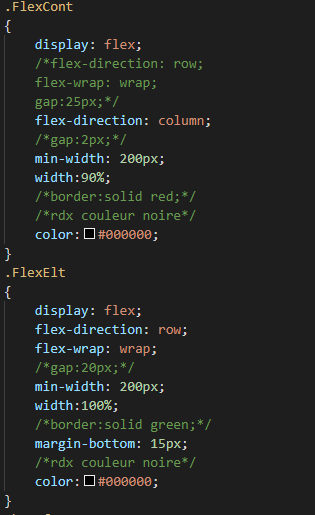 .FlexCont
{
display: flex;
/*flex-direction: row;
flex-wrap: wrap;
gap:25px;*/
flex-direction: column;
/*gap:2px;*/
min-width: 200px;
width:90%;
/*border:solid red;*/
/*rdx couleur noire*/
color:#000000;
}
.FlexElt
{
display: flex;
flex-direction: row;
flex-wrap: wrap;
/*gap:20px;*/
min-width: 200px;
width:100%;
/*border:solid green;*/
margin-bottom: 15px;
/*rdx couleur noire*/
color:#000000;
}